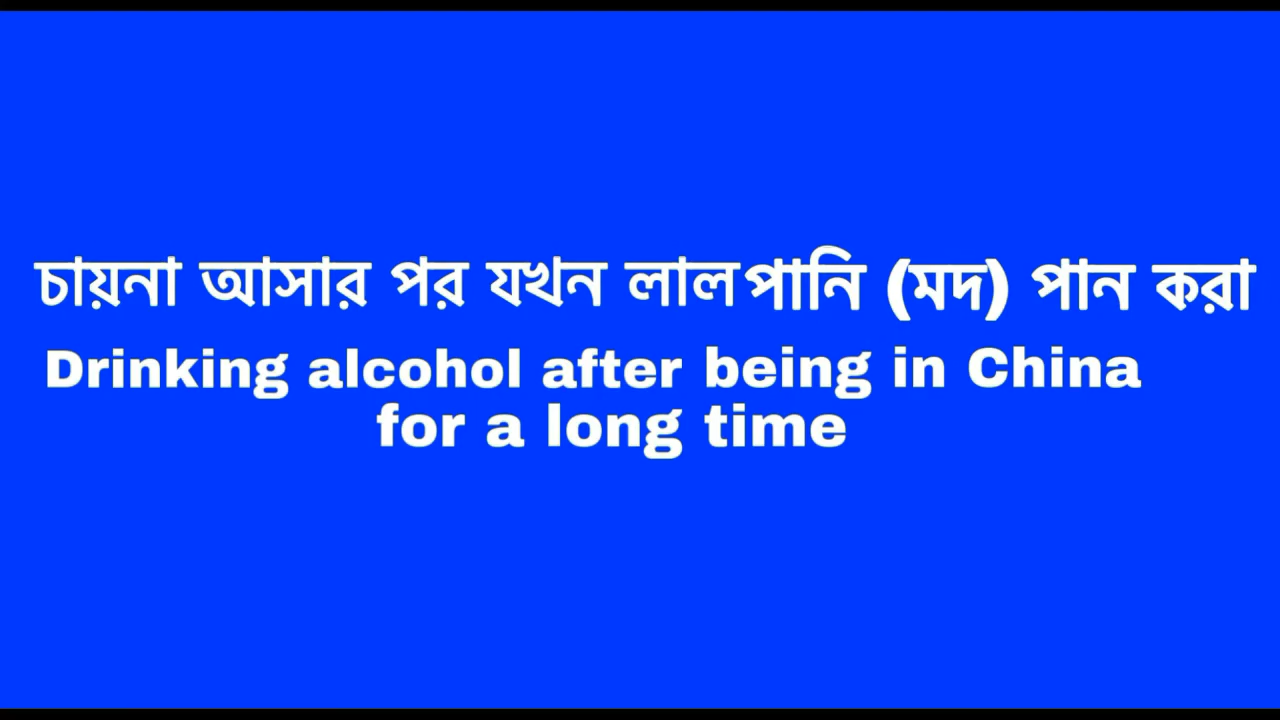 চায়না আসার পর যখন লালপানি (মদ) পান করা
Drinking alcohol after being in China
for a long time